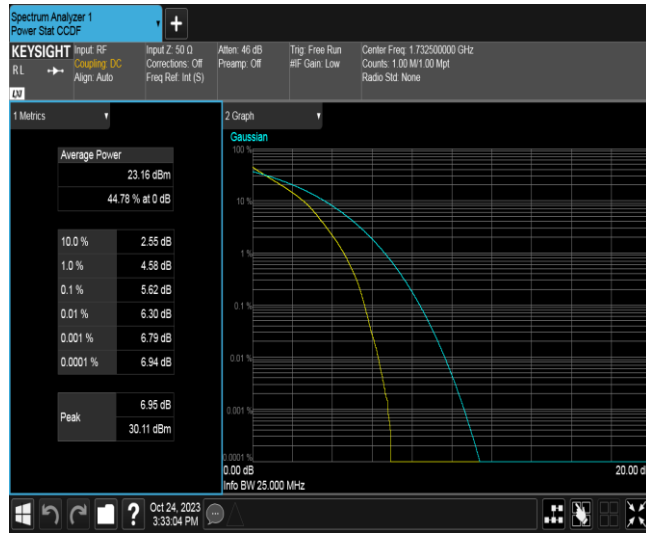 Spectrum Analyzer 1
Power Stat CCDF
+
KEYSIGHT
RL
LXI
Input: RF
Coupling: DC
Align: Auto
Input Z: 50 Ω
Corrections: Off
Freq Ref: Int (S)
Atten: 46 dB
Preamp: Off
Trig: Free Run
#IF Gain: Low
Center Freq: 1.732500000 GHz
Counts: 1.00 M/1.00 Mpt
Radio Std: None
1 Metrics
Average Power
23.16 dBm
44.78 % at 0 dB
10.0 % 2.55 dB
1.0 % 4.58 dB
0.1 % 5.62 dB
0.01 % 6.30 dB
0.001 % 6.79 dB
0.0001 % 6.94 dB
Peak
6.95 dB
30.11 dBm
2 Graph
Gaussian
100 %
10 %
1 %
0.1 %
0.01 %
0.001 %
0.0001 %
0.00 dB 20.00 d
Info BW 25.000 MHz
?
Oct 24, 2023
3:33:04 PM